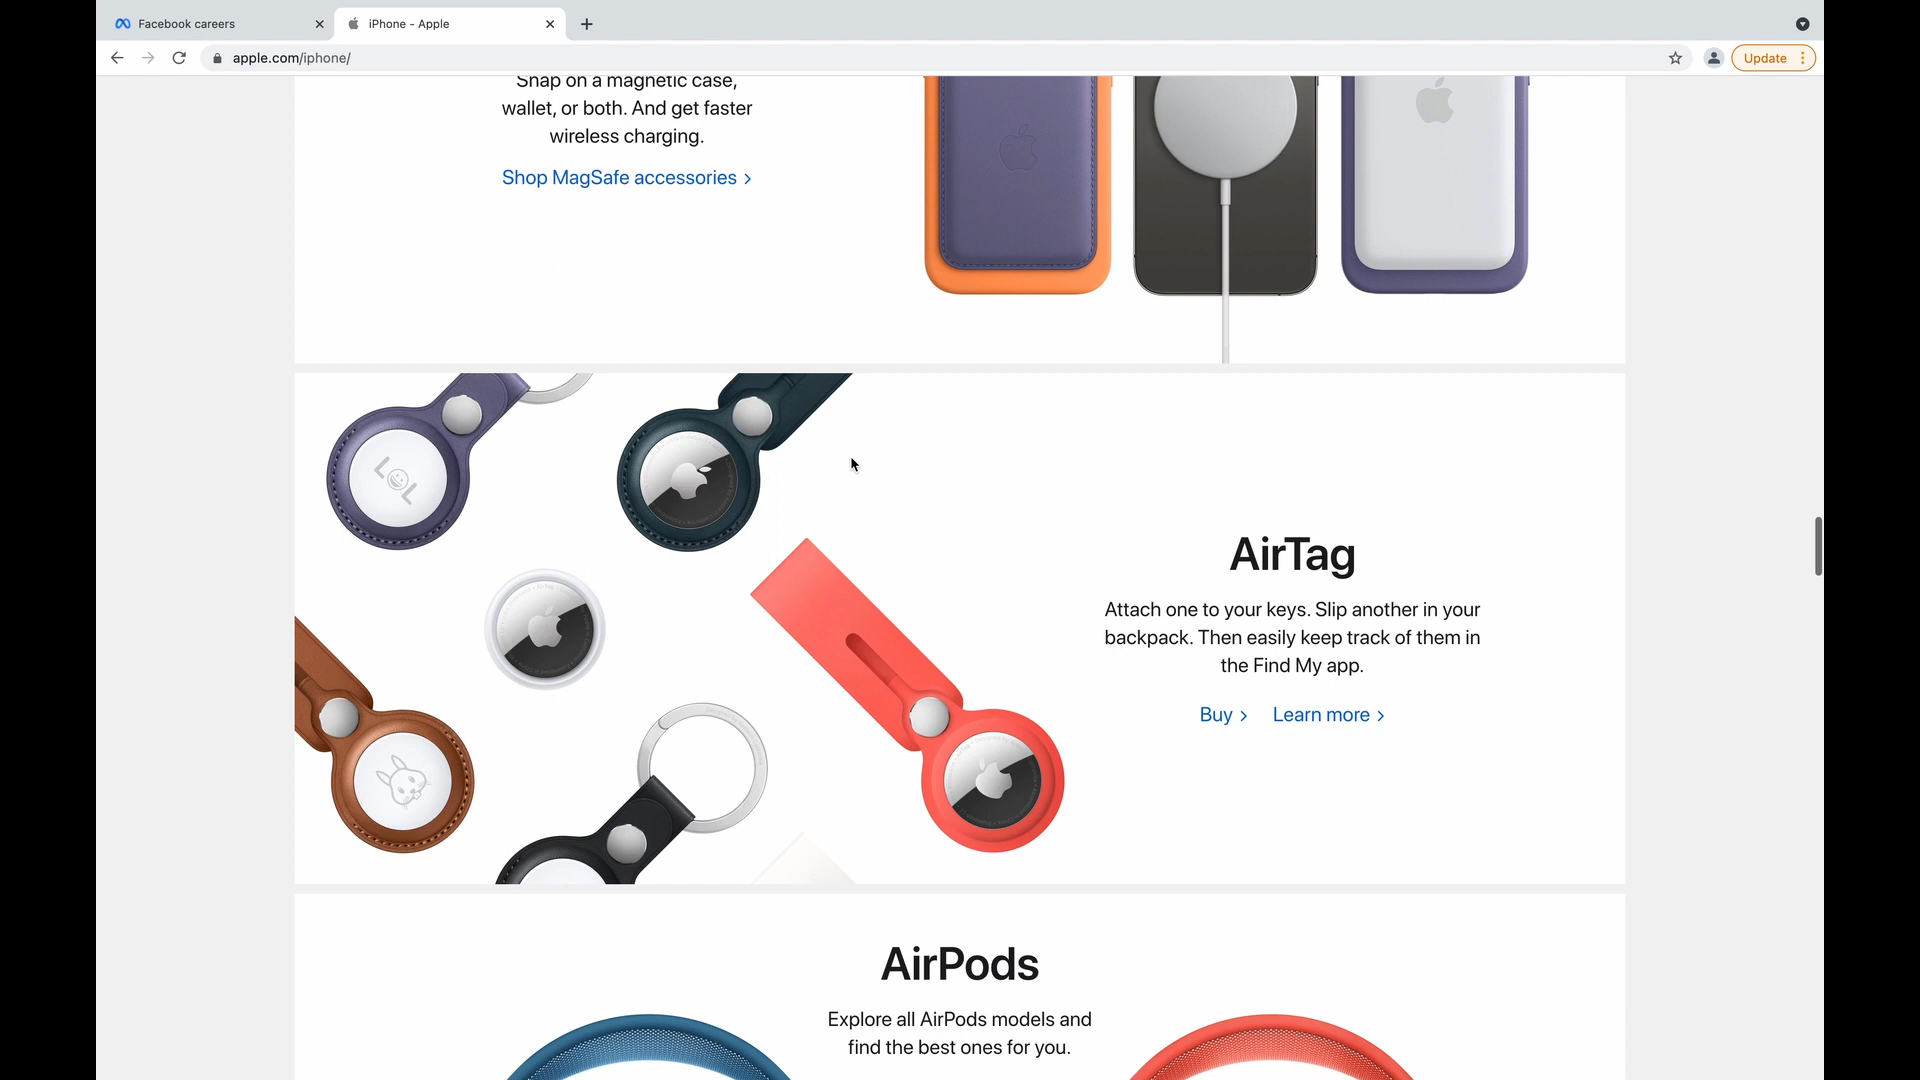 Facebook careers
iPhone - Apple
apple.com/iphone/
Update
Snap on a magnetic case,
wallet, or both. And get faster
wireless charging.
Shop MagSafe accessories >
LOL
AirTag
Attach one to your keys. Slip another in your
backpack. Then easily keep track of them in
the Find My app.
Buy >
Learn more >
AirPods
Explore all AirPods models and
find the best ones for you.